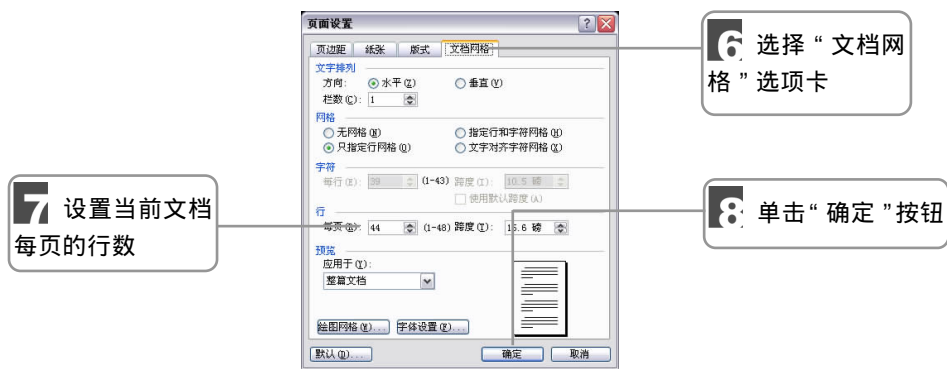 页面设置
页边距 纸张 版式 文档网格
文字排列
方向: 水平(Z) 垂直(V)
栏数(C): 1
网格
无网格(N) 指定行和字符网格(H)
只指定行网格(O) 文字对齐字符网格(X)
字符
每行(E): 39 (1-43) 跨度(I): 10.5 磅
使用默认跨度(A)
行
每页(R): 44 (1-48) 跨度(T): 15.6 磅
预览
应用于(Y):
整篇文档
绘图网格(W)... 字体设置(F)...
默认(D)... 确定 取消
6 选择“文档网
格”选项卡
7 设置当前文档
每页的行数
8 单击“确定”按钮